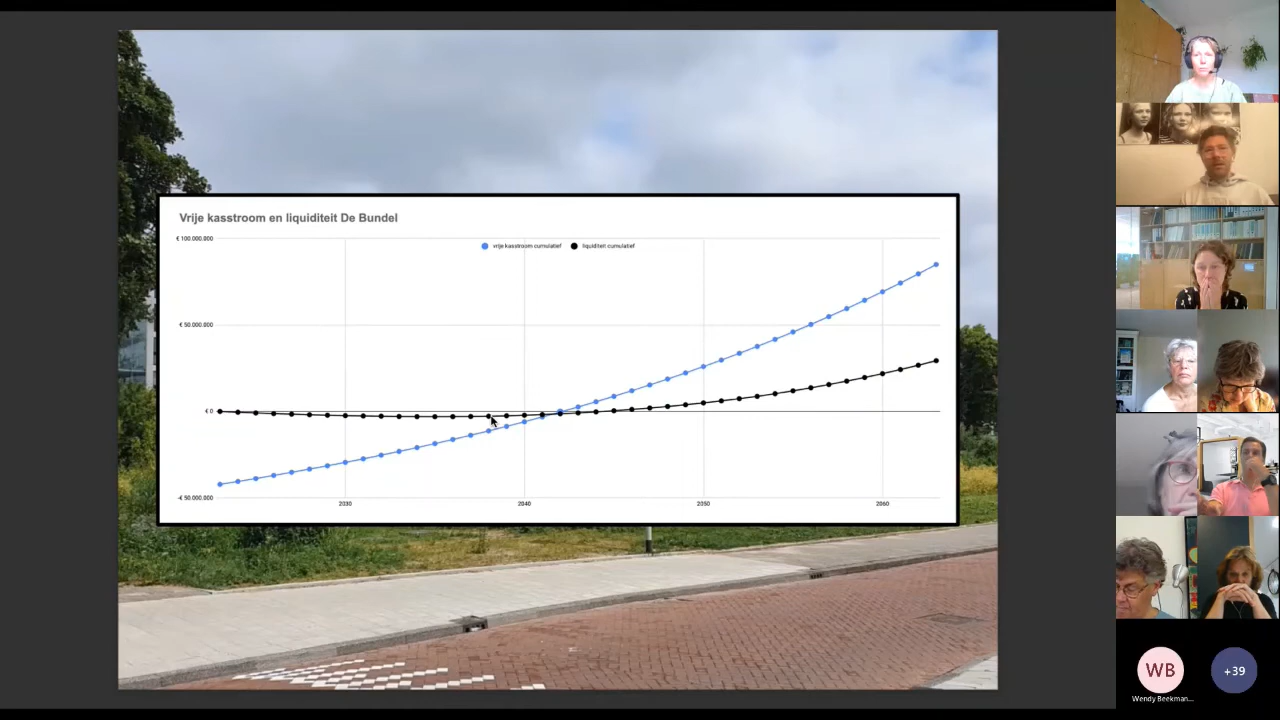 Vrije kasstroom en liquiditeit De Bundel
€ 100.000.000
vrije kasstroom cumulatief
liquiditeit cumulatief
€ 50.000.000
€ 0
-€ 50.000.000
2030
2040
2050
2060
WB
+39
Wendy Beekman...